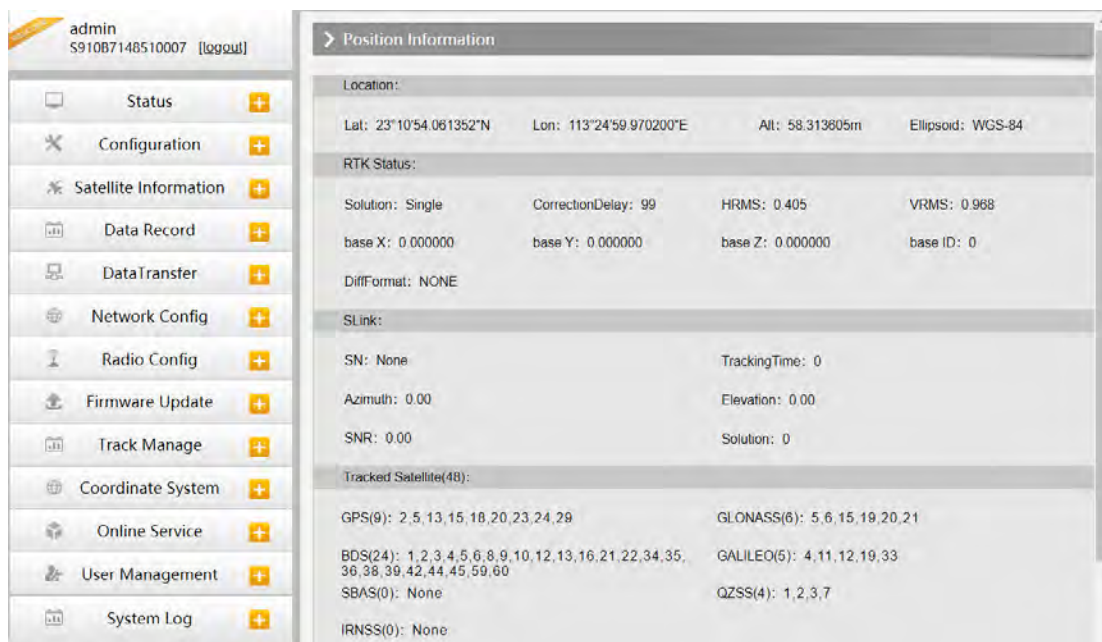 admin
S910B7148510007 [logout]
Status
Configuration
Satellite Information
Data Record
DataTransfer
Network Config
Radio Config
Firmware Update
Track Manage
Coordinate System
Online Service
User Management
System Log
Position Information
Location:
Lat: 23°10'54.061352"N Lon: 113°24'59.970200"E Alt: 58.313605m Ellipsoid: WGS-84
RTK Status:
Solution: Single CorrectionDelay: 99 HRMS: 0.405 VRMS: 0.968
base X: 0.000000 base Y: 0.000000 base Z: 0.000000 base ID: 0
DiffFormat: NONE
SLink:
SN: None TrackingTime: 0
Azimuth: 0.00 Elevation: 0.00
SNR: 0.00 Solution: 0
Tracked Satellite(48):
GPS(9): 2,5,13,15,18,20,23,24,29 GLONASS(6): 5,6,15,19,20,21
BDS(24): 1,2,3,4,5,6,8,9,10,12,13,16,21,22,34,35, GALILEO(5): 4,11,12,19,33
36,38,39,42,44,45,59,60
SBAS(0): None QZSS(4): 1,2,3,7
IRNSS(0): None